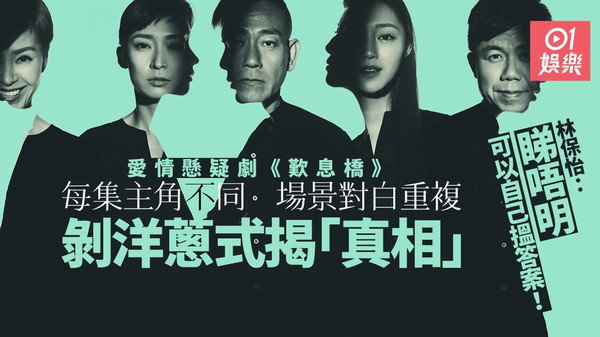 01
娛樂
愛情懸疑劇《歎息橋》
每集主角不同。場景對白重複
剝洋蔥式揭「真相」
林保怡：
睇唔明
可以自己搵答案！